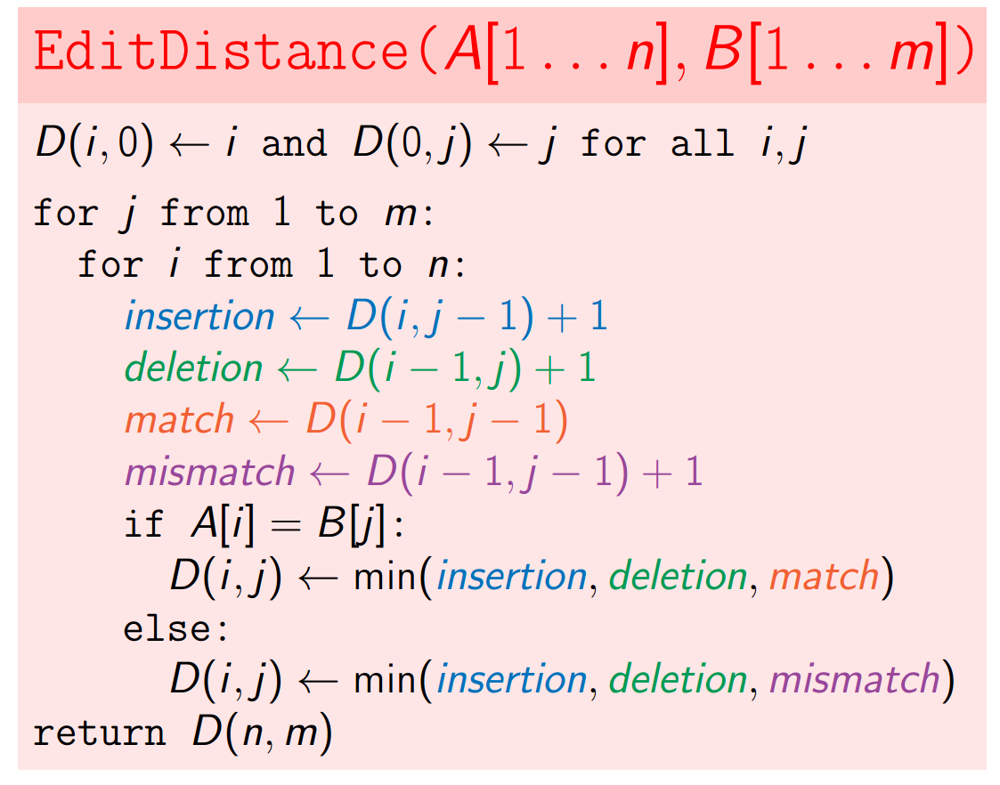 EditDistance(A[1 . . . n], B[1 . . . m])
D(i, 0) ← i and D(0, j) ← j for all i, j
for j from 1 to m:
for i from 1 to n:
insertion ← D(i, j − 1) + 1
deletion ← D(i − 1, j) + 1
match ← D(i − 1, j − 1)
mismatch ← D(i − 1, j − 1) + 1
if A[i] = B[j]:
D(i, j) ← min(insertion, deletion, match)
else:
D(i, j) ← min(insertion, deletion, mismatch)
return D(n, m)